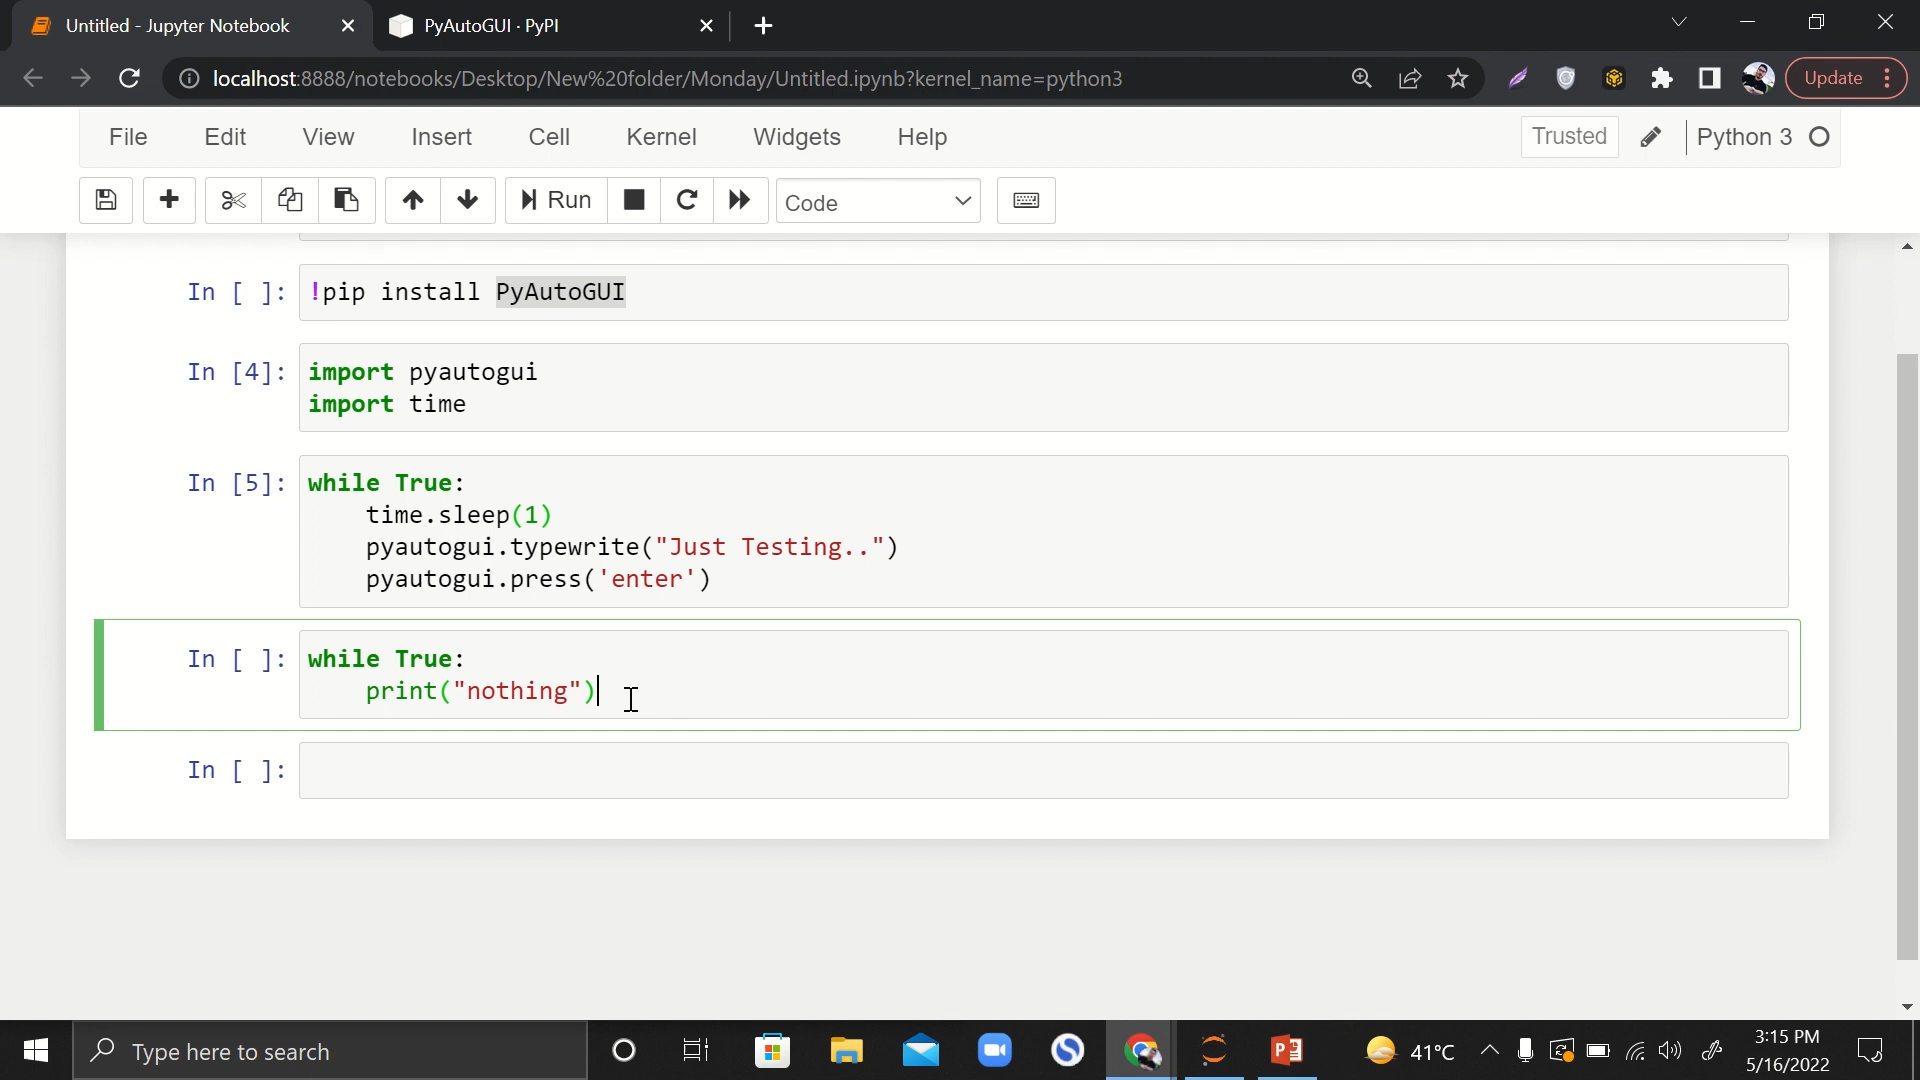 Untitled - Jupyter Notebook
PyAutoGUI · PyPI
localhost:8888/notebooks/Desktop/New%20folder/Monday/Untitled.ipynb?kernel_name=python3
Update
File Edit View Insert Cell Kernel Widgets Help
Trusted
Python 3
Run
Code
In [ ]: !pip install PyAutoGUI
In [4]: import pyautogui
import time
In [5]: while True:
    time.sleep(1)
    pyautogui.typewrite("Just Testing..")
    pyautogui.press('enter')
In [ ]: while True:
    print("nothing")
In [ ]:
Type here to search
41°C
3:15 PM
5/16/2022